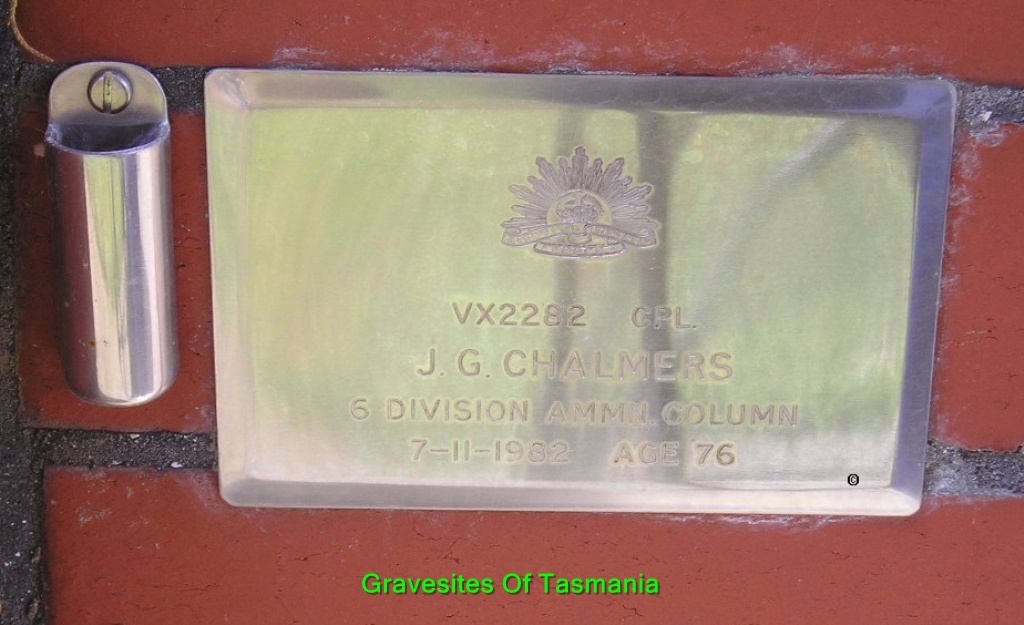 VX2282 CPL.
J. G. CHALMERS
6 DIVISION AMMN. COLUMN
7-11-1982 AGE 76
©
Gravesites Of Tasmania